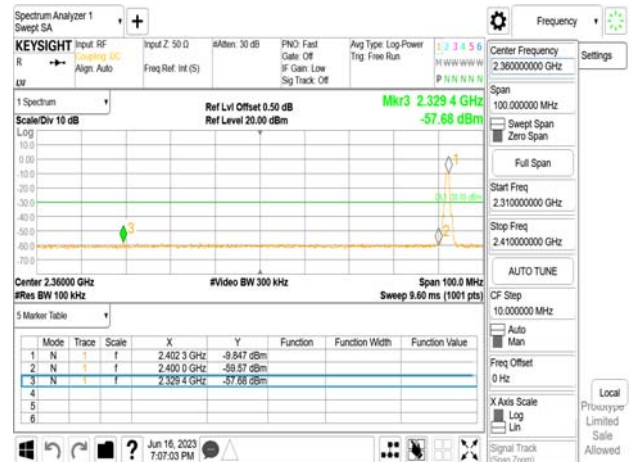 Spectrum Analyzer 1
Swept SA
Frequency
KEYSIGHT
Input: RF
Coupling: DC
Align: Auto
Input Z: 50 Ω
Freq Ref: Int (S)
#Atten: 30 dB
PNO: Fast
Gate: Off
IF Gain: Low
Sig Track: Off
Avg Type: Log-Power
Trig: Free Run
1 2 3 4 5 6
M W W W W W
P N N N N N
R
1 Spectrum
Scale/Div 10 dB
Ref Lvl Offset 0.50 dB
Ref Level 20.00 dBm
Mkr3 2.329 4 GHz
-57.68 dBm
Log
10.0
0.00
-10.0
-20.0
-30.0
-40.0
-50.0
-60.0
-70.0
1
2
3
Center 2.36000 GHz
#Res BW 100 kHz
#Video BW 300 kHz
Span 100.0 MHz
Sweep 9.60 ms (1001 pts)
5 Marker Table
Mode Trace Scale X Y Function Function Width Function Value
1 N 1 f 2.402 3 GHz -9.847 dBm
2 N 1 f 2.400 0 GHz -59.57 dBm
3 N 1 f 2.329 4 GHz -57.68 dBm
4
5
6
Jun 16, 2023
7:07:03 PM
Center Frequency
2.360000000 GHz
Settings
Span
100.000000 MHz
Swept Span
Zero Span
Full Span
Start Freq
2.310000000 GHz
Stop Freq
2.410000000 GHz
AUTO TUNE
CF Step
10.000000 MHz
Auto
Man
Freq Offset
0 Hz
X Axis Scale
Log
Lin
Local
Prototype
Limited
Sale
Allowed
Signal Track
(Span Zoom)